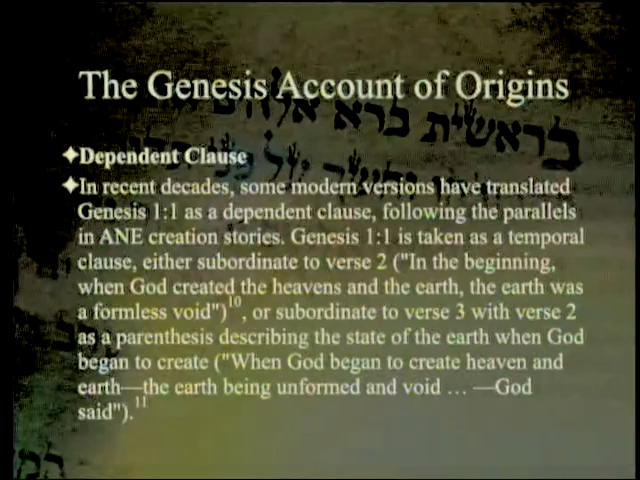 The Genesis Account of Origins
בראשית ברא אלהים
✦Dependent Clause
✦In recent decades, some modern versions have translated
Genesis 1:1 as a dependent clause, following the parallels
in ANE creation stories. Genesis 1:1 is taken as a temporal
clause, either subordinate to verse 2 ("In the beginning,
when God created the heavens and the earth, the earth was
a formless void")10, or subordinate to verse 3 with verse 2
as a parenthesis describing the state of the earth when God
began to create ("When God began to create heaven and
earth—the earth being unformed and void … —God
said").11